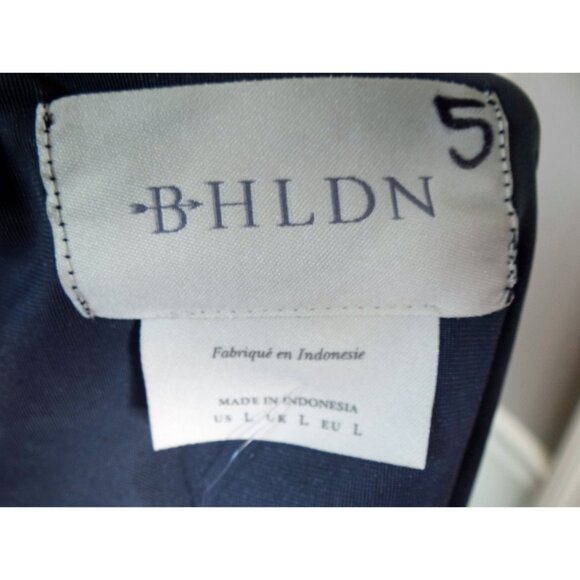 5
BHLDN
Fabriqué en Indonesie
MADE IN INDONESIA
US L UK L EU L